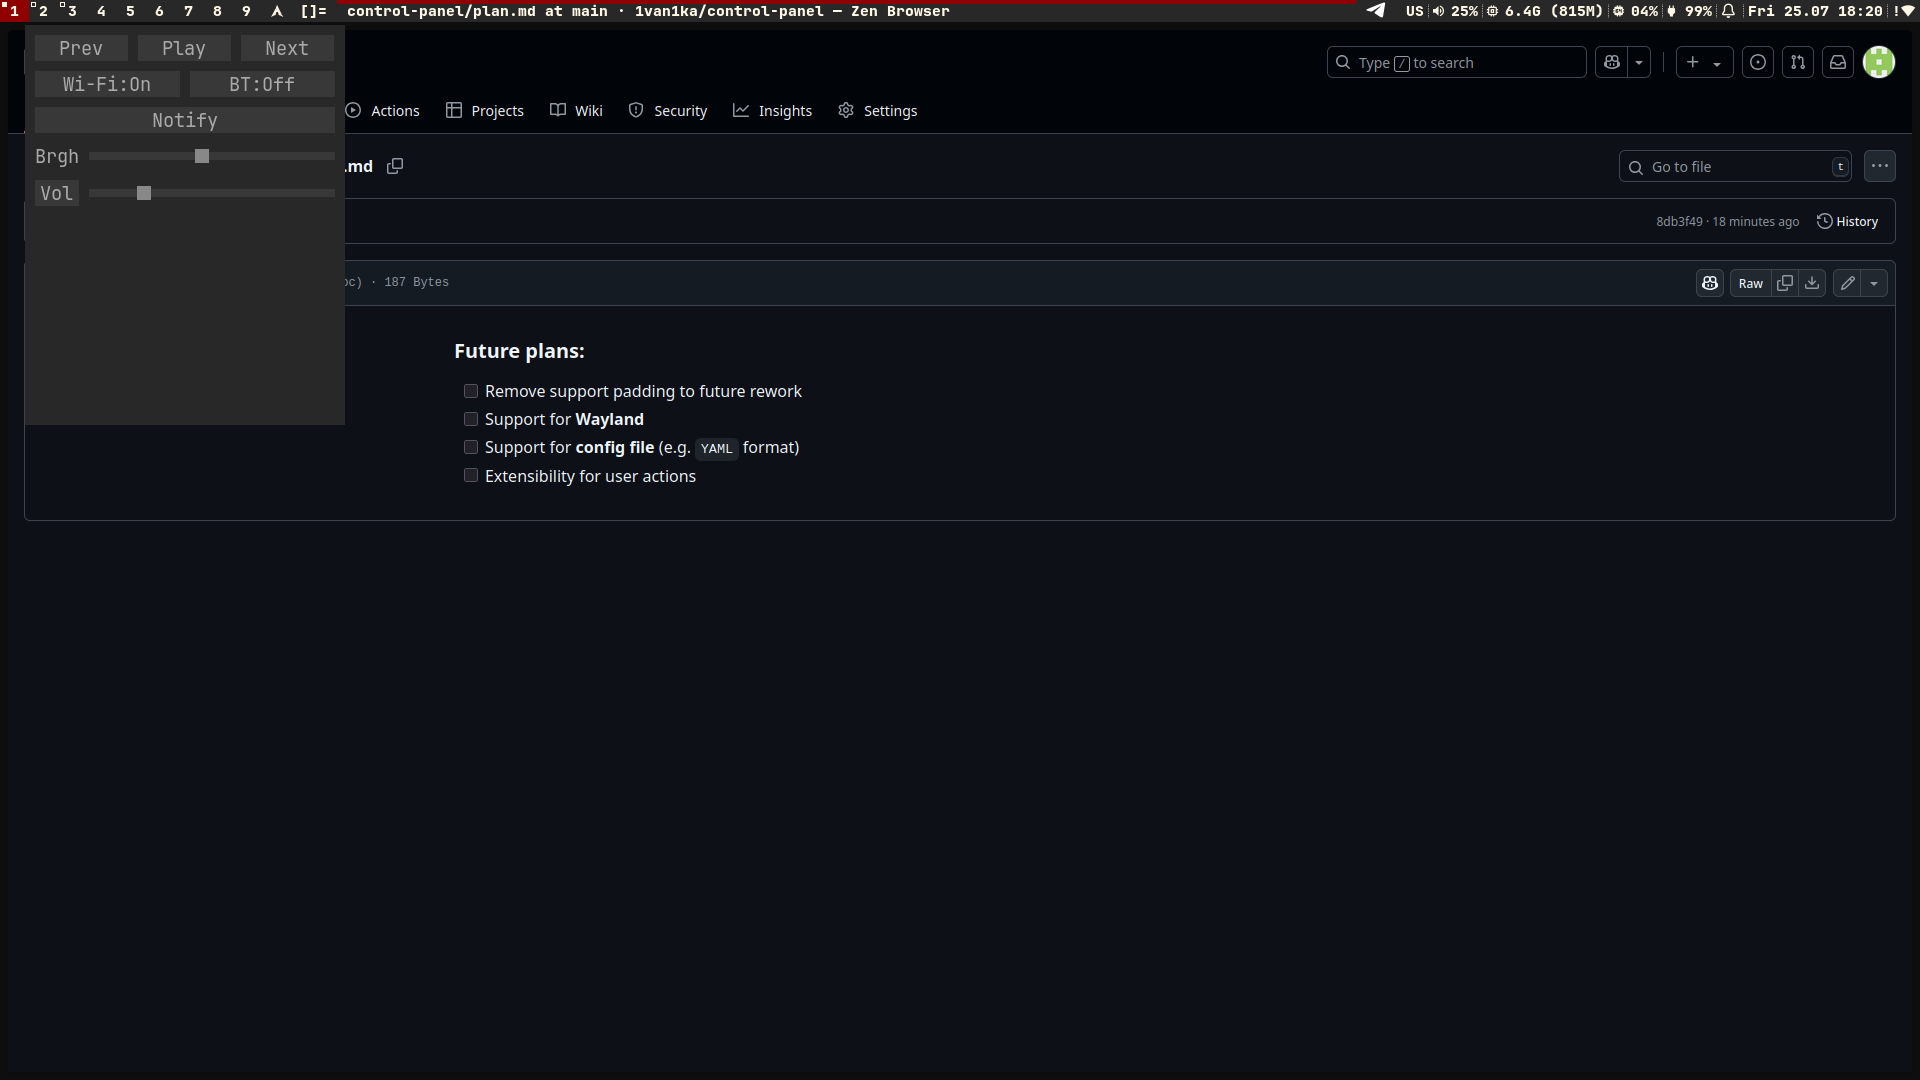 1 2 3 4 5 6 7 8 9 []= control-panel/plan.md at main · 1van1ka/control-panel — Zen Browser US 25% 6.4G (815M) 04% 99% Fri 25.07 18:20 !
Prev Play Next
Type / to search
Wi-Fi:On BT:Off
Notify
Actions Projects Wiki Security Insights Settings
Brgh
.md
Go to file t
Vol
8db3f49 · 18 minutes ago History
oc) · 187 Bytes
Raw
Future plans:
Remove support padding to future rework
Support for Wayland
Support for config file (e.g. YAML format)
Extensibility for user actions